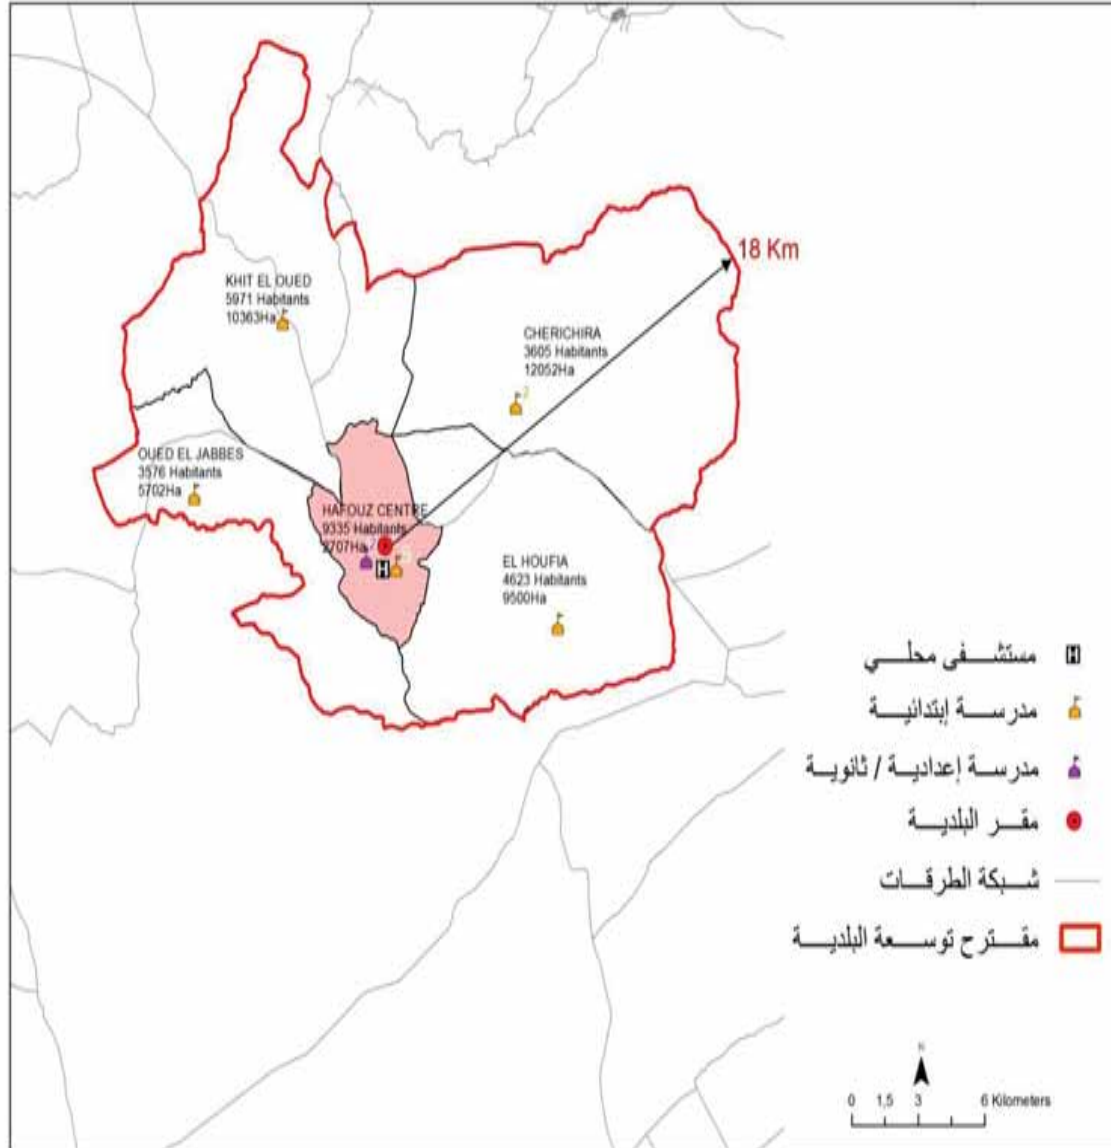 18 Km
KHIT EL OUED
5971 Habitants
10363Ha
CHERICHIRA
3605 Habitants
12052Ha
OUED EL JABBES
3576 Habitants
5702Ha
HAFOUZ CENTRE
9335 Habitants
2707Ha
EL HOUFIA
4623 Habitants
9500Ha
H
مستشفى محلي
مدرسة إبتدائية
مدرسة إعدادية / ثانوية
مقر البلدية
شبكة الطرقات
مقترح توسعة البلدية
N
0 1,5 3 6 Kilometers